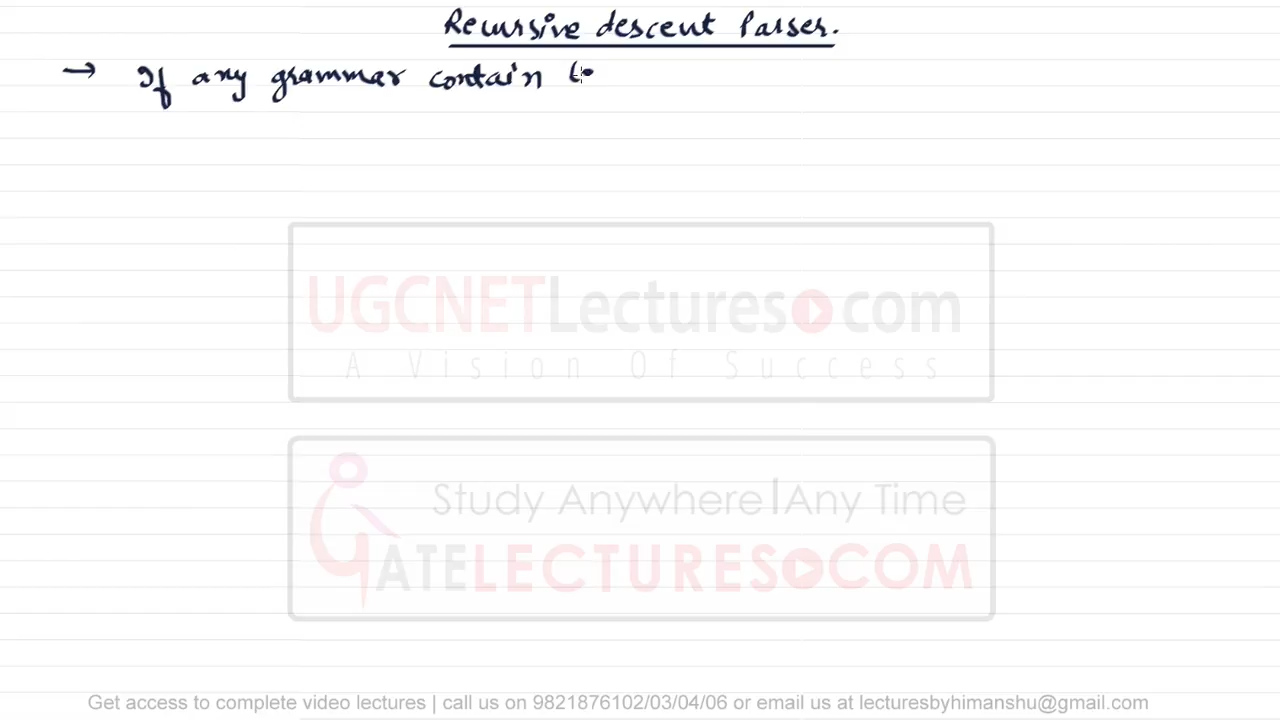 Recursive descent Parser.
→ If any grammar contain
UGCNETLectures.com
A Vision Of Success
Study Anywhere|Any Time
GATELECTURES.COM
Get access to complete video lectures | call us on 9821876102/03/04/06 or email us at lecturesbyhimanshu@gmail.com